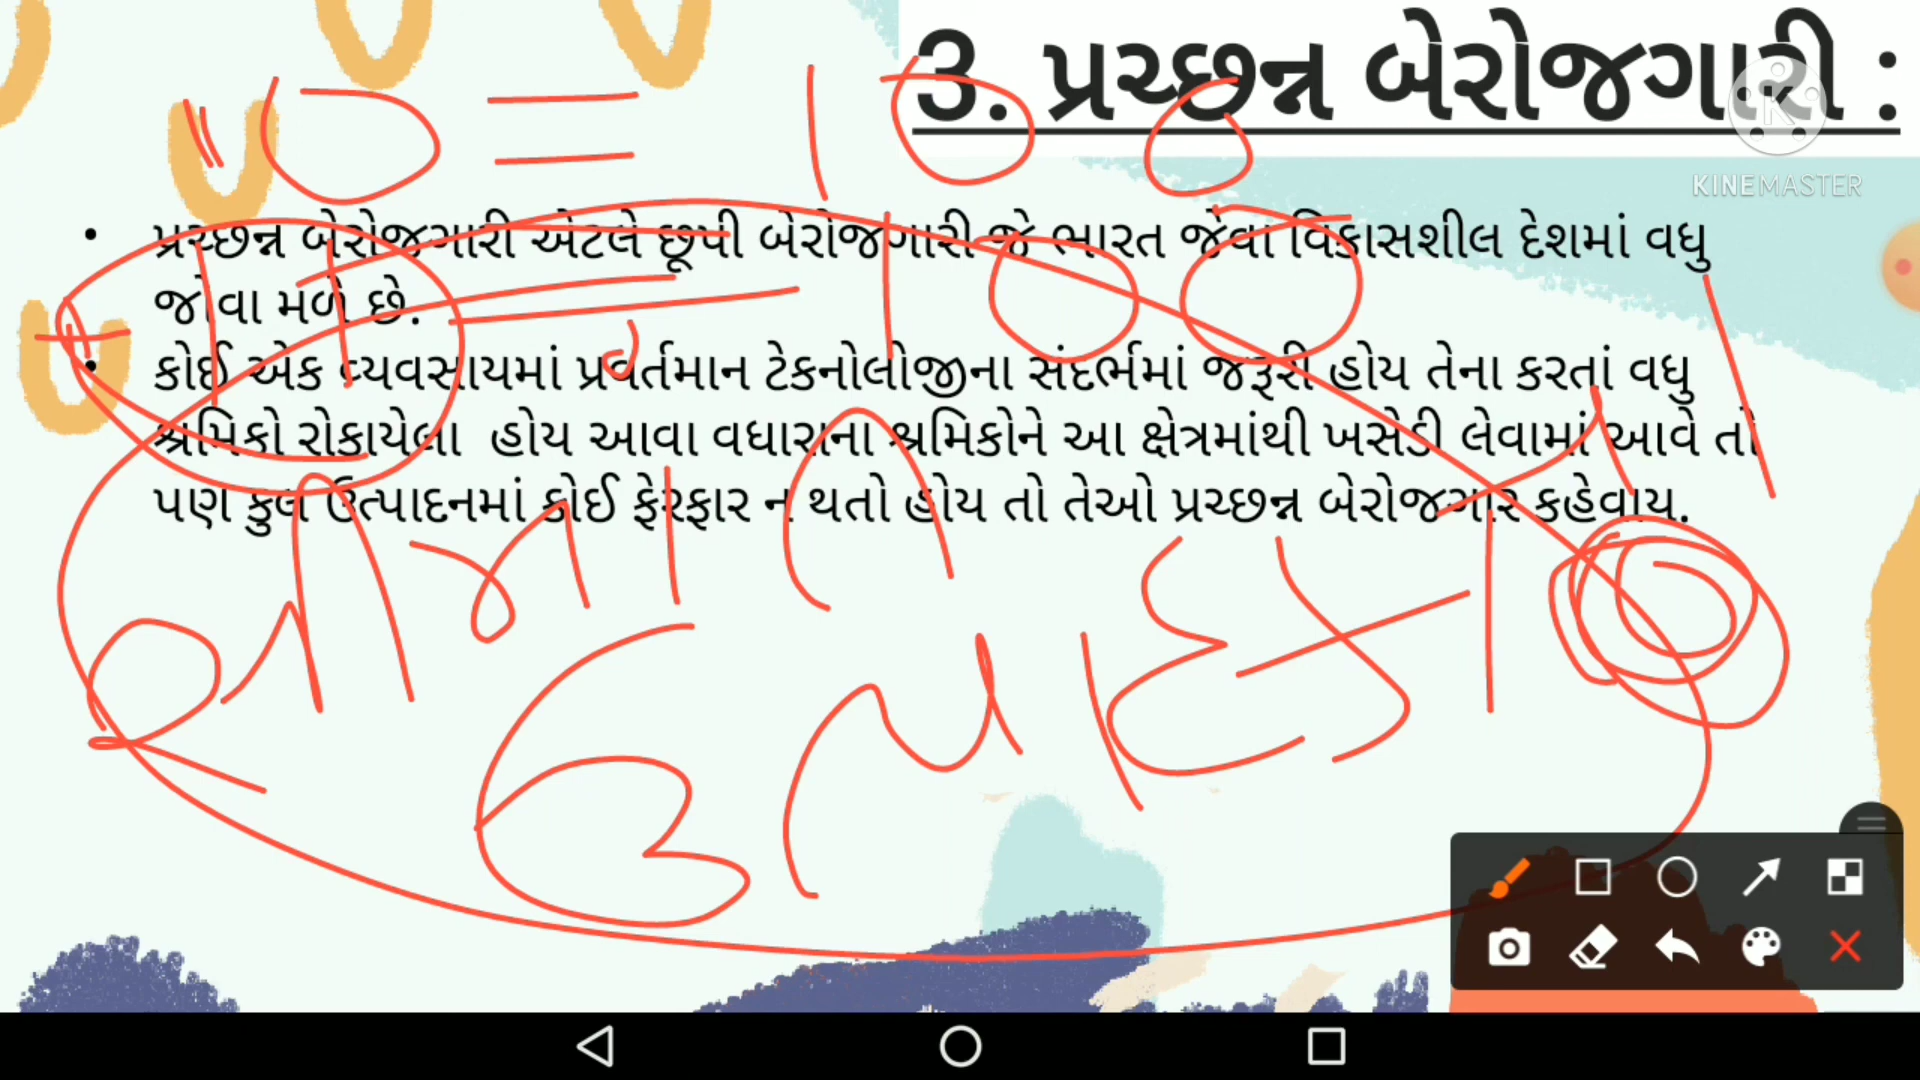 3. પ્રચ્છન્ન બેરોજગારી :
KINEMASTER
10 = 100
• પ્રચ્છન્ન બેરોજગારી એટલે છૂપી બેરોજગારી જે ભારત જેવા વિકાસશીલ દેશમાં વધુ
જોવા મળે છે.
• કોઈ એક વ્યવસાયમાં પ્રવર્તમાન ટેકનોલોજીના સંદર્ભમાં જરૂરી હોય તેના કરતાં વધુ
શ્રમિકો રોકાયેલા હોય આવા વધારાના શ્રમિકોને આ ક્ષેત્રમાંથી ખસેડી લેવામાં આવે તો
પણ કુલ ઉત્પાદનમાં કોઈ ફેરફાર ન થતો હોય તો તેઓ પ્રચ્છન્ન બેરોજગાર કહેવાય.